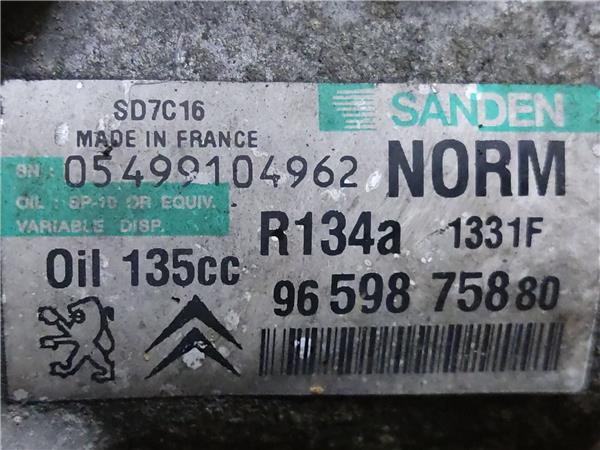 SD7C16
SANDEN
MADE IN FRANCE
SN: 05499104962
NORM
OIL: SP-10 OR EQUIV.
VARIABLE DISP.
R134a 1331F
Oil 135cc
96 598 758 80